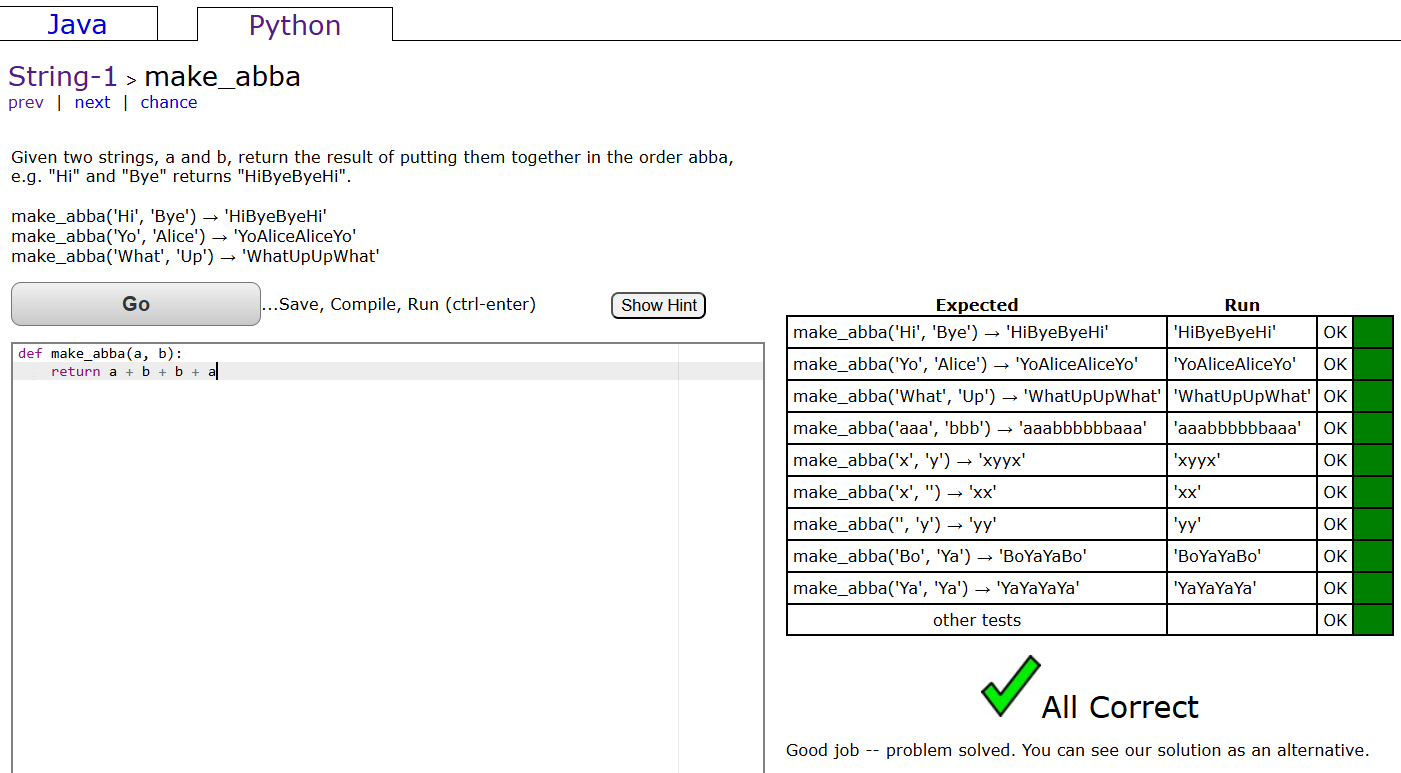 Java
Python
String-1 > make_abba
prev | next | chance
Given two strings, a and b, return the result of putting them together in the order abba,
e.g. "Hi" and "Bye" returns "HiByeByeHi".
make_abba('Hi', 'Bye') → 'HiByeByeHi'
make_abba('Yo', 'Alice') → 'YoAliceAliceYo'
make_abba('What', 'Up') → 'WhatUpUpWhat'
Go ...Save, Compile, Run (ctrl-enter) Show Hint
def make_abba(a, b):
    return a + b + b + a
Expected Run
make_abba('Hi', 'Bye') → 'HiByeByeHi' 'HiByeByeHi' OK
make_abba('Yo', 'Alice') → 'YoAliceAliceYo' 'YoAliceAliceYo' OK
make_abba('What', 'Up') → 'WhatUpUpWhat' 'WhatUpUpWhat' OK
make_abba('aaa', 'bbb') → 'aaabbbbbbaaa' 'aaabbbbbbaaa' OK
make_abba('x', 'y') → 'xyyx' 'xyyx' OK
make_abba('x', '') → 'xx' 'xx' OK
make_abba('', 'y') → 'yy' 'yy' OK
make_abba('Bo', 'Ya') → 'BoYaYaBo' 'BoYaYaBo' OK
make_abba('Ya', 'Ya') → 'YaYaYaYa' 'YaYaYaYa' OK
other tests OK
All Correct
Good job -- problem solved. You can see our solution as an alternative.